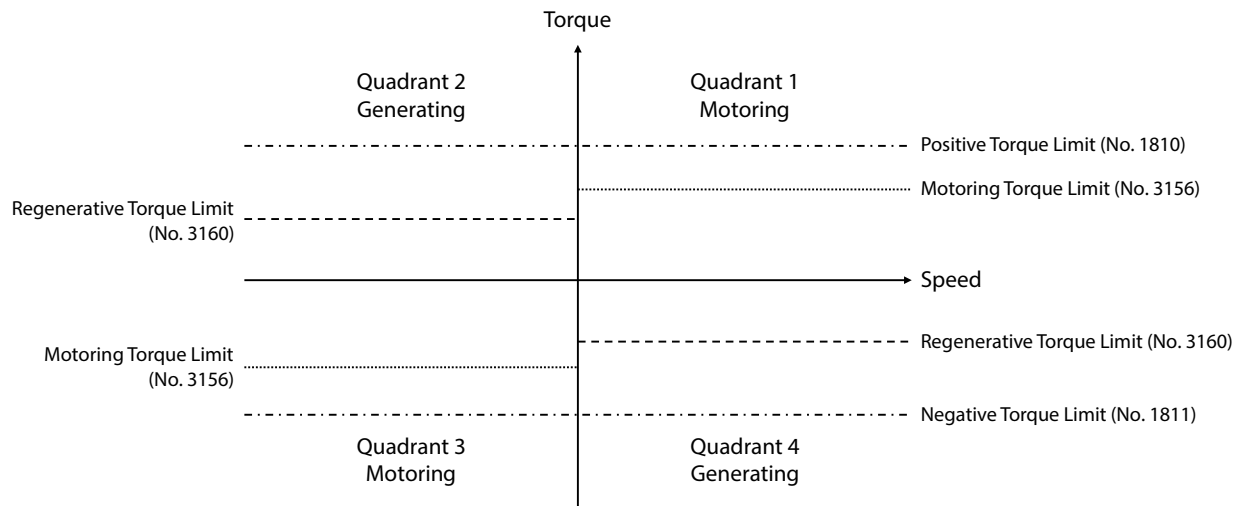 Torque
Quadrant 2
Generating
Quadrant 1
Motoring
Positive Torque Limit (No. 1810)
Motoring Torque Limit (No. 3156)
Regenerative Torque Limit
(No. 3160)
Speed
Regenerative Torque Limit (No. 3160)
Motoring Torque Limit
(No. 3156)
Negative Torque Limit (No. 1811)
Quadrant 3
Motoring
Quadrant 4
Generating